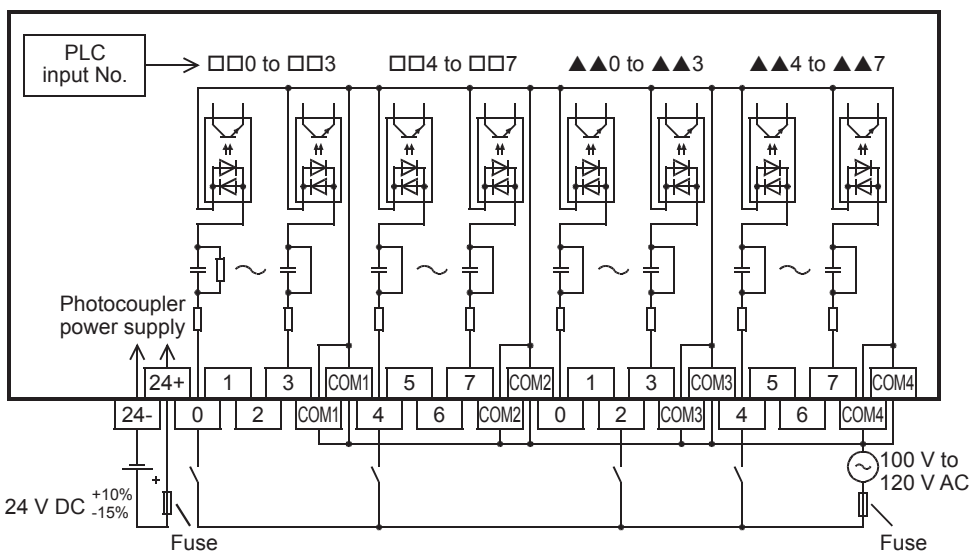 PLC
input No.
□□0 to □□3
□□4 to □□7
▲▲0 to ▲▲3
▲▲4 to ▲▲7
Photocoupler
power supply
24+
1
3
COM1
5
7
COM2
1
3
COM3
5
7
COM4
24-
0
2
COM1
4
6
COM2
0
2
COM3
4
6
COM4
100 V to
120 V AC
24 V DC +10%
-15%
Fuse
Fuse